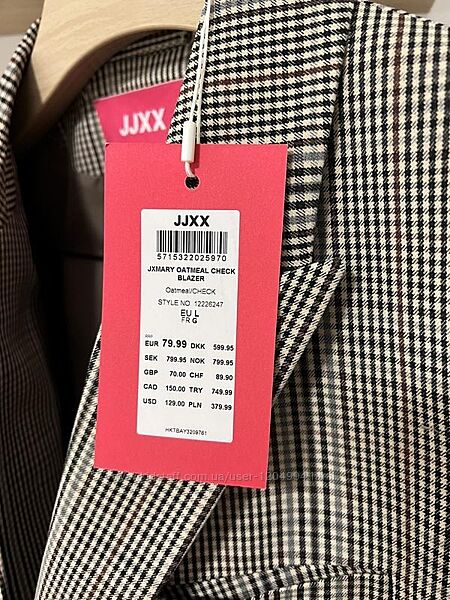 JJXX
JJXX
5715322025970
JXMARY OATMEAL CHECK
BLAZER
Oatmeal/CHECK
STYLE NO 12226247
EU L
FR G
RRP
EUR 79.99 DKK 599.95
SEK 799.95 NOK 799.95
GBP 70.00 CHF 89.90
CAD 150.00 TRY 749.99
USD 129.00 PLN 379.99
HKTBAY3209761